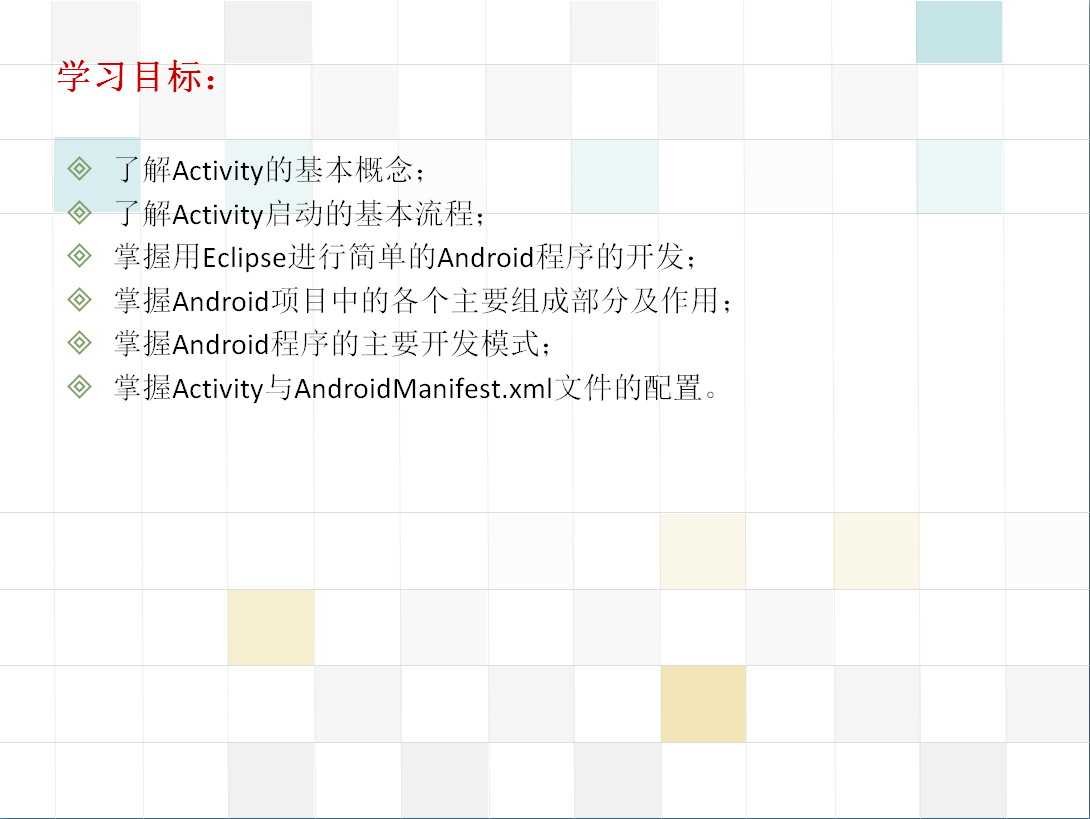 学习目标：
了解Activity的基本概念；
了解Activity启动的基本流程；
掌握用Eclipse进行简单的Android程序的开发；
掌握Android项目中的各个主要组成部分及作用；
掌握Android程序的主要开发模式；
掌握Activity与AndroidManifest.xml文件的配置。